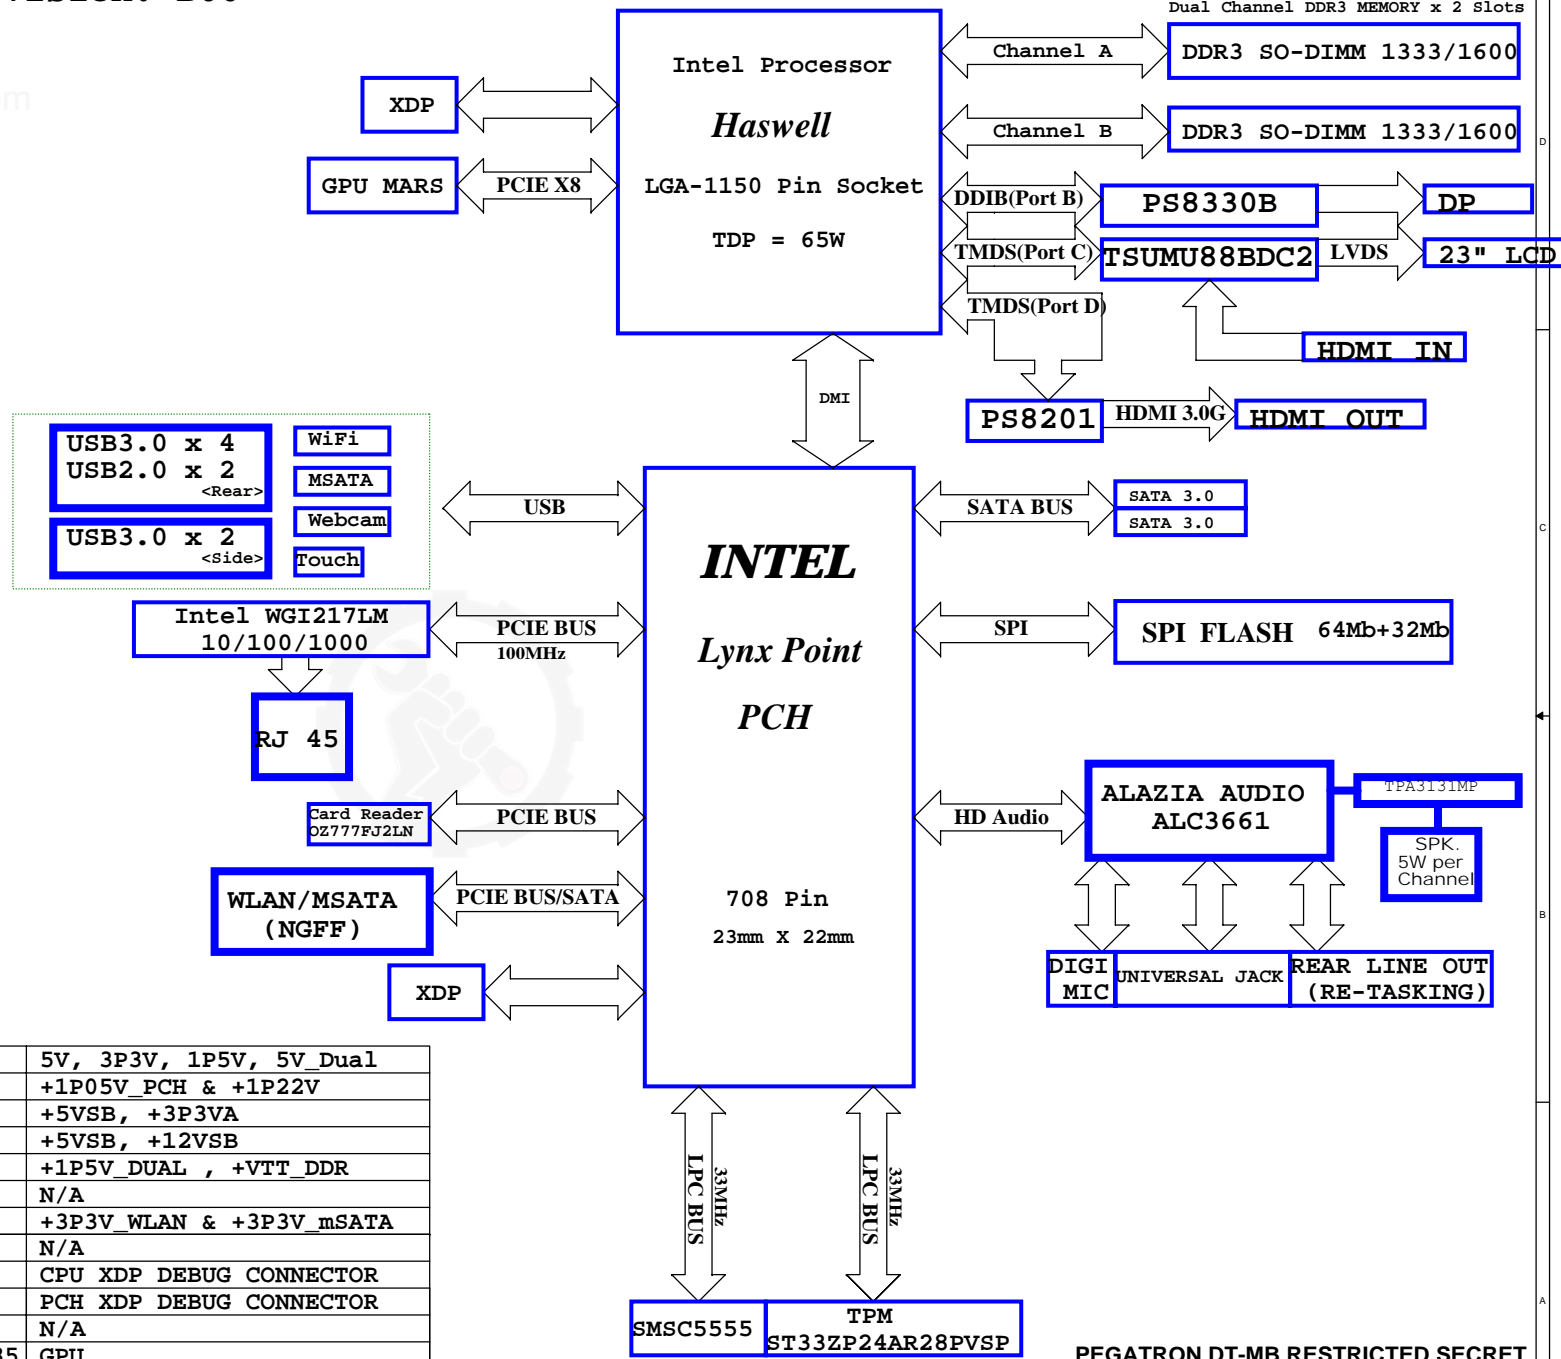 Dual Channel DDR3 MEMORY x 2 Slots
Intel Processor
Haswell
LGA-1150 Pin Socket
TDP = 65W
XDP
GPU MARS
PCIE X8
Channel A
DDR3 SO-DIMM 1333/1600
Channel B
DDR3 SO-DIMM 1333/1600
DDIB(Port B)
PS8330B
DP
TMDS(Port C)
TSUMU88BDC2
LVDS
23" LCD
TMDS(Port D)
HDMI IN
DMI
PS8201
HDMI 3.0G
HDMI OUT
USB3.0 x 4
USB2.0 x 2
<Rear>
USB3.0 x 2
<Side>
WiFi
MSATA
Webcam
Touch
USB
INTEL
Lynx Point
PCH
708 Pin
23mm X 22mm
SATA BUS
SATA 3.0
SATA 3.0
Intel WGI217LM
10/100/1000
PCIE BUS
100MHz
SPI
SPI FLASH 64Mb+32Mb
RJ 45
Card Reader
OZ777FJ2LN
PCIE BUS
HD Audio
ALAZIA AUDIO
ALC3661
TPA3131MP
SPK.
5W per
Channel
WLAN/MSATA
(NGFF)
PCIE BUS/SATA
DIGI
MIC
UNIVERSAL JACK
REAR LINE OUT
(RE-TASKING)
XDP
5V, 3P3V, 1P5V, 5V_Dual
+1P05V_PCH & +1P22V
+5VSB, +3P3VA
+5VSB, +12VSB
+1P5V_DUAL , +VTT_DDR
N/A
+3P3V_WLAN & +3P3V_mSATA
N/A
CPU XDP DEBUG CONNECTOR
PCH XDP DEBUG CONNECTOR
N/A
GPU
33MHz
LPC BUS
33MHz
LPC BUS
SMSC5555
TPM
ST33ZP24AR28PVSP
PEGATRON DT-MB RESTRICTED SECRET
D
C
B
A